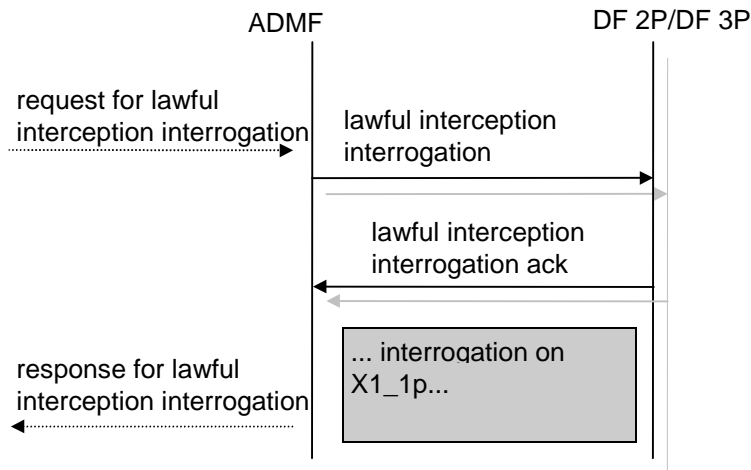 ADMF
DF 2P/DF 3P
request for lawful
interception interrogation
lawful interception
interrogation
lawful interception
interrogation ack
... interrogation on
X1_1p...
response for lawful
interception interrogation